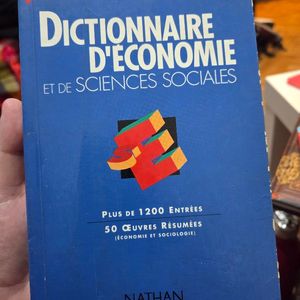 DICTIONNAIRE
D'ÉCONOMIE
ET DE SCIENCES SOCIALES
PLUS DE 1200 ENTRÉES
50 ŒUVRES RÉSUMÉES
(ÉCONOMIE ET SOCIOLOGIE)
NATHAN